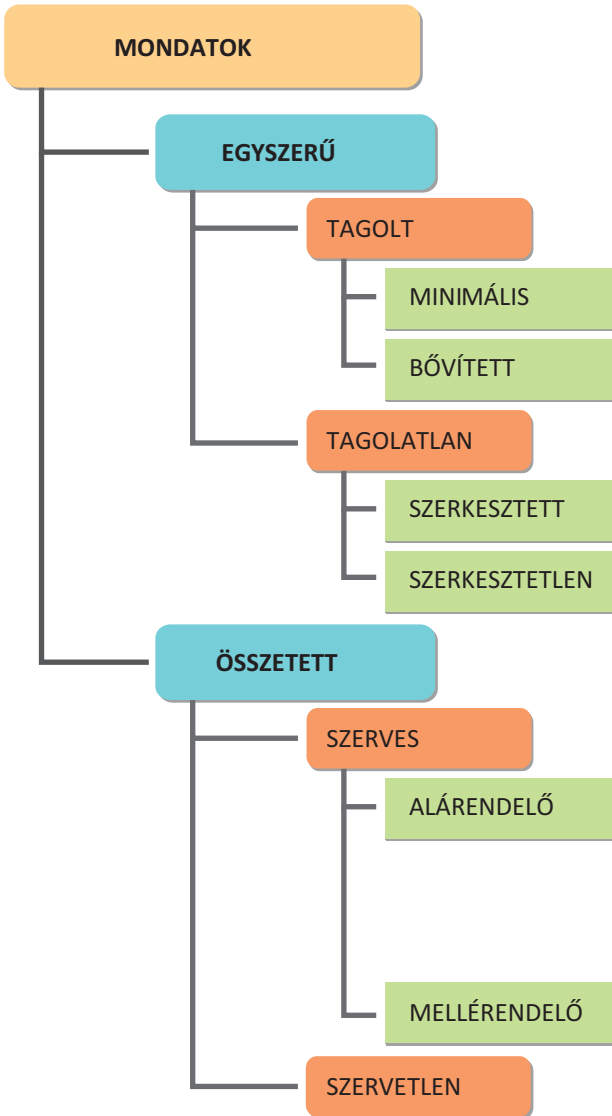 MONDATOK
EGYSZERŰ
TAGOLT
MINIMÁLIS
BŐVÍTETT
TAGOLATLAN
SZERKESZTETT
SZERKESZTETLEN
ÖSSZETETT
SZERVES
ALÁRENDELŐ
MELLÉRENDELŐ
SZERVETLEN